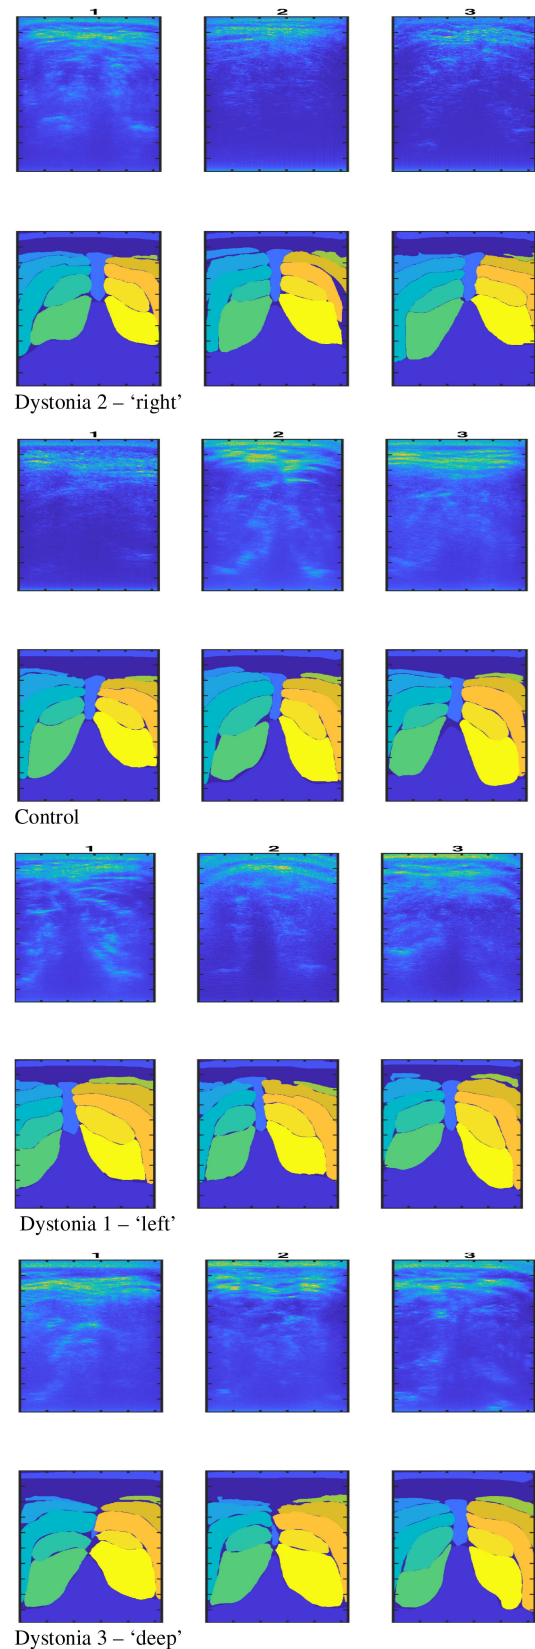 1 2 3
Dystonia 2 – ‘right’
1 2 3
Control
1 2 3
Dystonia 1 – ‘left’
1 2 3
Dystonia 3 – ‘deep’